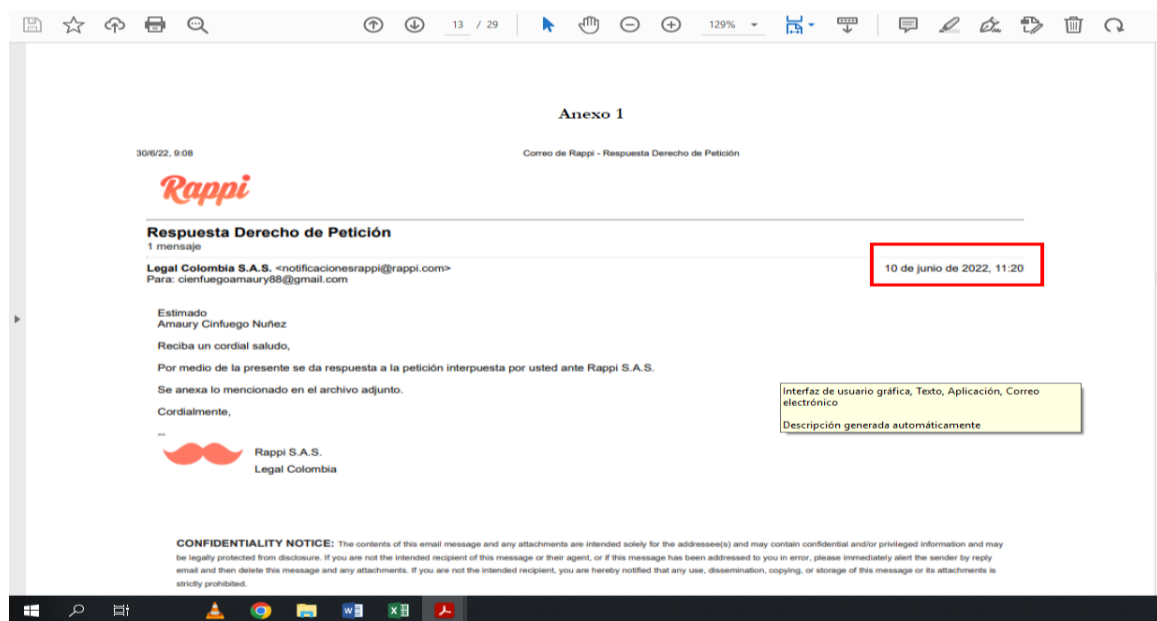 13 / 29
129%
Anexo 1
30/6/22, 9:08
Correo de Rappi - Respuesta Derecho de Petición
Rappi
Respuesta Derecho de Petición
1 mensaje
Legal Colombia S.A.S. <notificacionesrappi@rappi.com>
10 de junio de 2022, 11:20
Para: cienfuegoamaury88@gmail.com
Estimado
Amaury Cinfuego Nuñez
Reciba un cordial saludo,
Por medio de la presente se da respuesta a la petición interpuesta por usted ante Rappi S.A.S.
Se anexa lo mencionado en el archivo adjunto.
Interfaz de usuario gráfica, Texto, Aplicación, Correo
electrónico
Descripción generada automáticamente
Cordialmente,
--
Rappi S.A.S.
Legal Colombia
CONFIDENTIALITY NOTICE: The contents of this email message and any attachments are intended solely for the addressee(s) and may contain confidential and/or privileged information and may
be legally protected from disclosure. If you are not the intended recipient of this message or their agent, or if this message has been addressed to you in error, please immediately alert the sender by reply
email and then delete this message and any attachments. If you are not the intended recipient, you are hereby notified that any use, dissemination, copying, or storage of this message or its attachments is
strictly prohibited.